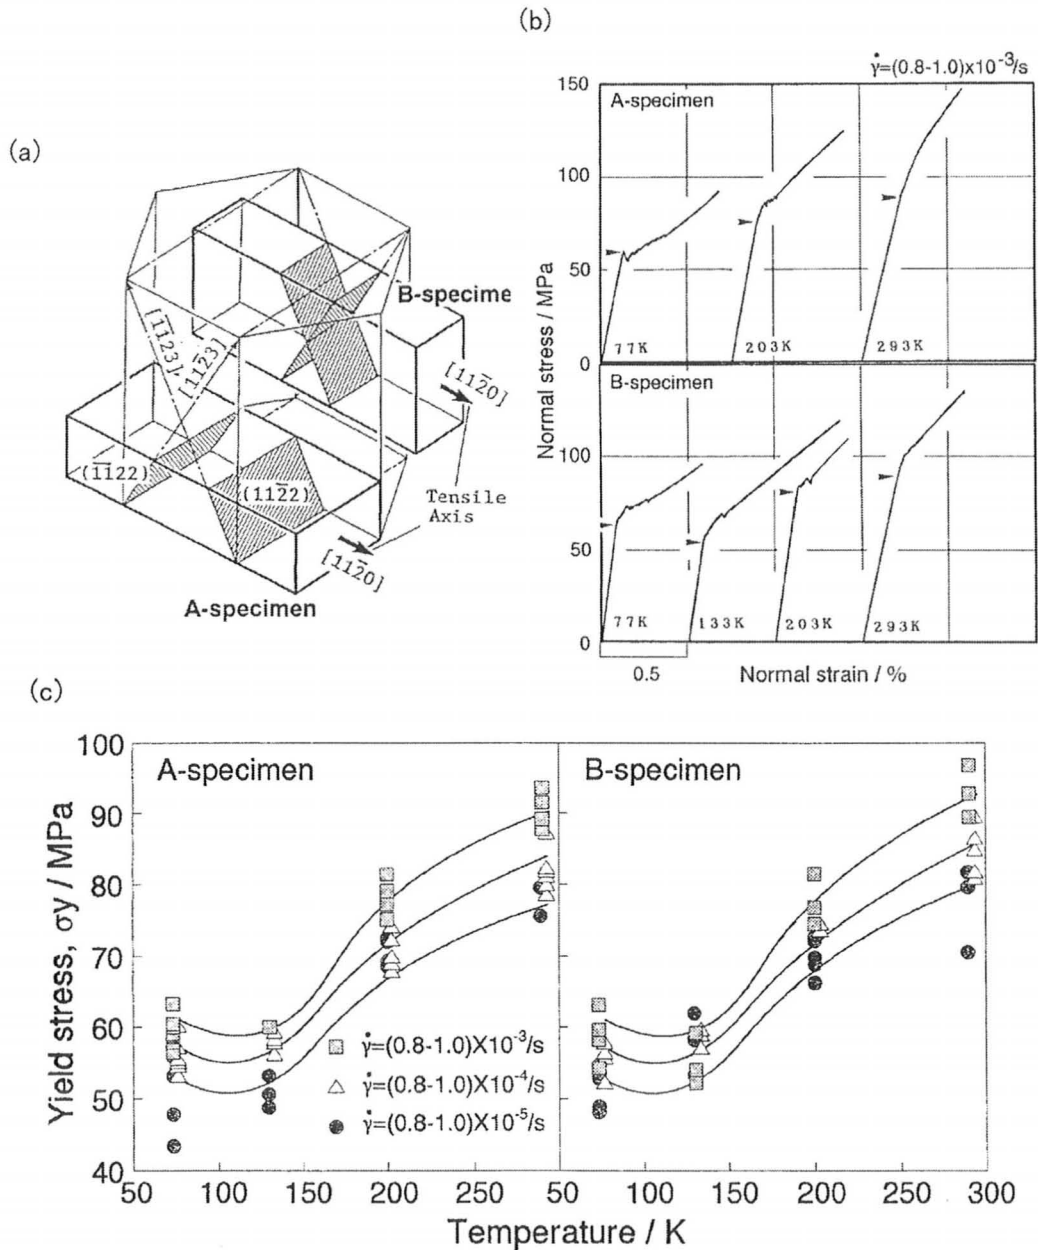 (a)
B-specime
[1̅1̅23]
[112̅3]
[112̅0]
(1̅1̅22)
(112̅2)
Tensile
Axis
[112̅0]
A-specimen
(b)
γ̇=(0.8-1.0)x10⁻³/s
150
A-specimen
100
50
77K
203K
293K
0
B-specimen
100
50
77K
133K
203K
293K
0
0.5
Normal strain / %
Normal stress / MPa
(c)
100
A-specimen
B-specimen
90
80
70
60
50
40
γ̇=(0.8-1.0)X10⁻³/s
γ̇=(0.8-1.0)X10⁻⁴/s
γ̇=(0.8-1.0)X10⁻⁵/s
50 100 150 200 250 50 100 150 200 250 300
Temperature / K
Yield stress, σy / MPa